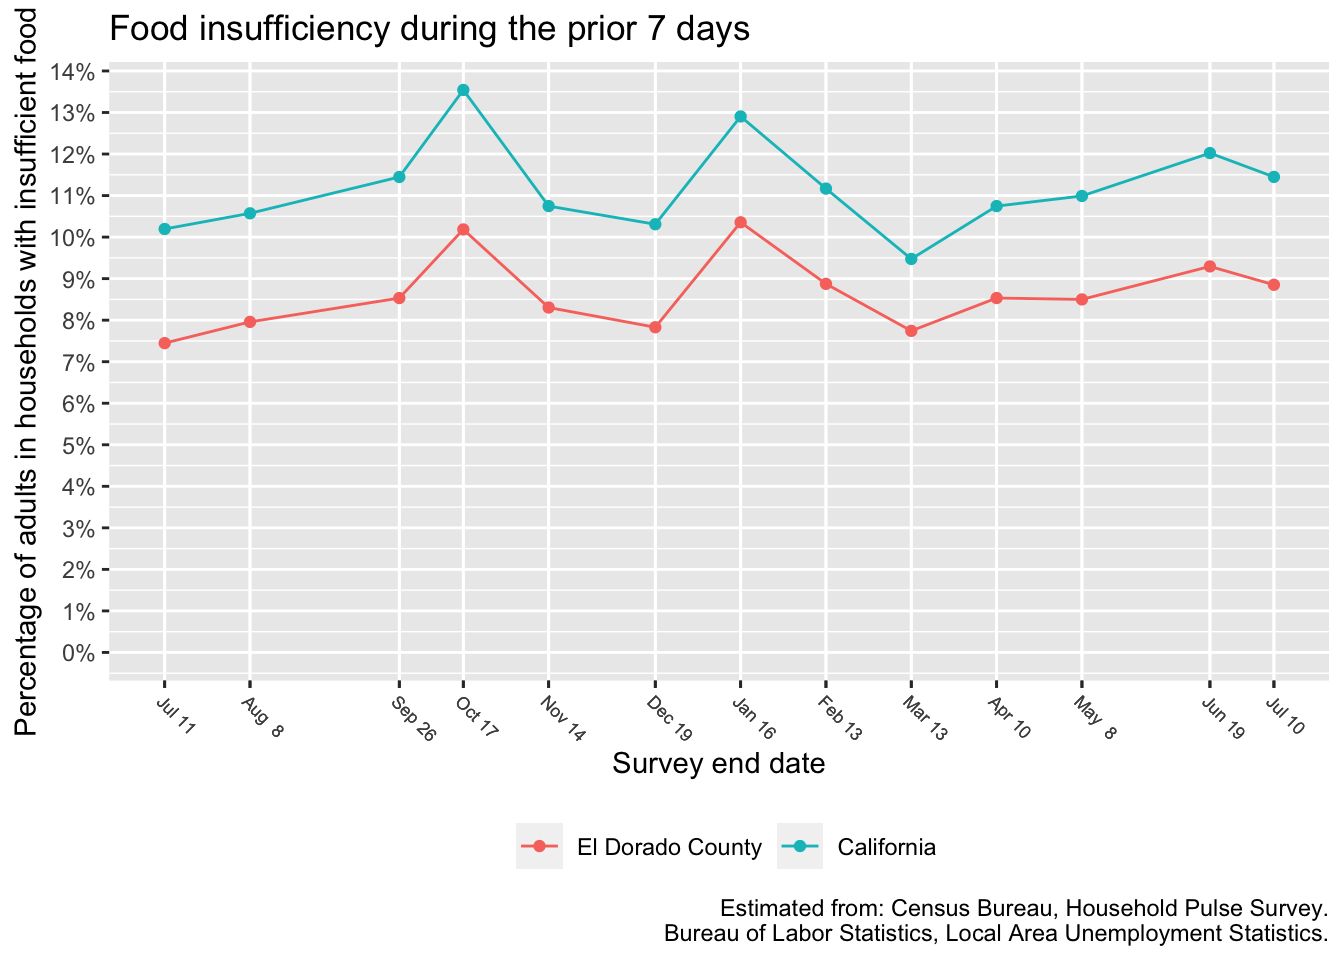 Food insufficiency during the prior 7 days
Percentage of adults in households with insufficient food
14%
13%
12%
11%
10%
9%
8%
7%
6%
5%
4%
3%
2%
1%
0%
Jul 11
Aug 8
Sep 26
Oct 17
Nov 14
Dec 19
Jan 16
Feb 13
Mar 13
Apr 10
May 8
Jun 19
Jul 10
Survey end date
El Dorado County
California
Estimated from: Census Bureau, Household Pulse Survey.
Bureau of Labor Statistics, Local Area Unemployment Statistics.